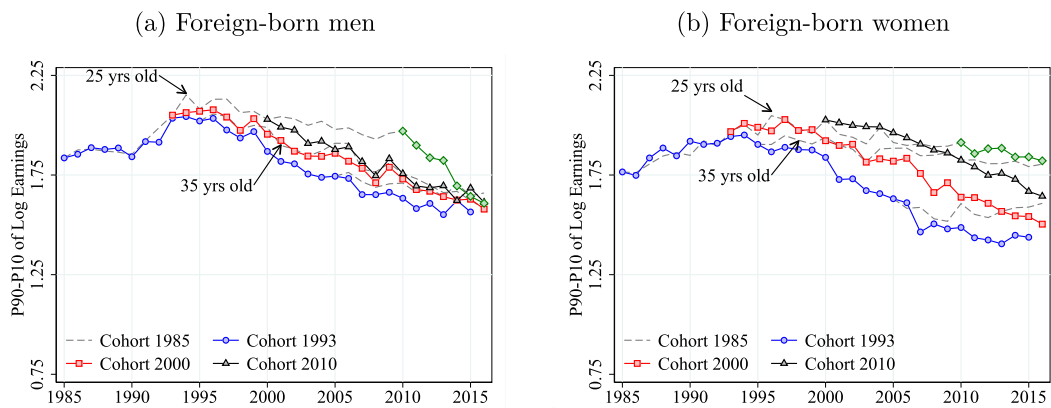 (a) Foreign-born men
P90-P10 of Log Earnings
2.25
1.75
1.25
0.75
25 yrs old
35 yrs old
Cohort 1985
Cohort 1993
Cohort 2000
Cohort 2010
1985
1990
1995
2000
2005
2010
2015
(b) Foreign-born women
P90-P10 of Log Earnings
2.25
1.75
1.25
0.75
25 yrs old
35 yrs old
Cohort 1985
Cohort 1993
Cohort 2000
Cohort 2010
1985
1990
1995
2000
2005
2010
2015